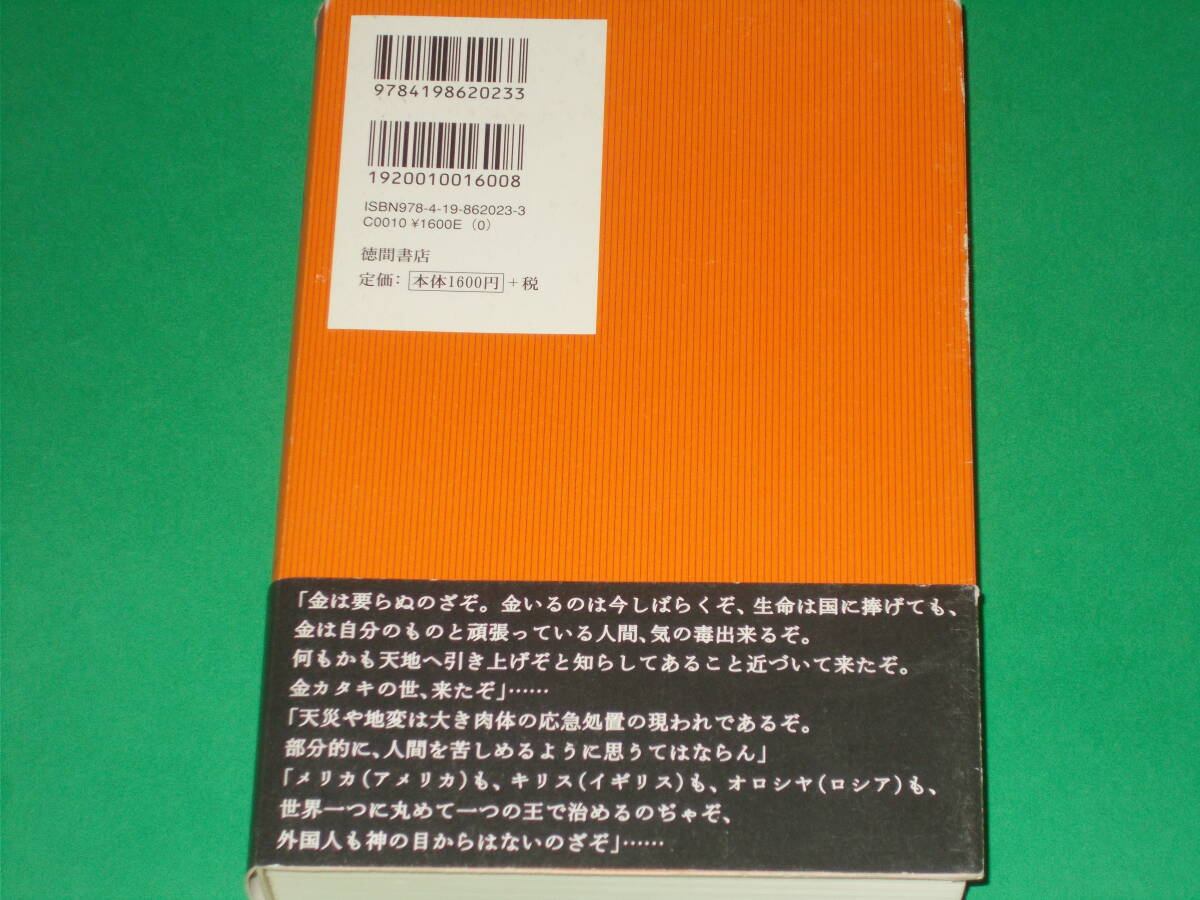 9784198620233
1920010016008
ISBN978-4-19-862023-3
C0010 ¥1600E (0)
徳間書店
定価: 本体1600円 + 税
「金は要らぬのざぞ。金いるのは今しばらくぞ、生命は国に捧げても、
金は自分のものと頑張っている人間、気の毒出来るぞ。
何もかも天地へ引き上げぞと知らしてあること近づいて来たぞ。
金カタキの世、来たぞ」……
「天災や地変は大き肉体の応急処置の現われであるぞ。
部分的に、人間を苦しめるように思うてはならん」
「メリカ(アメリカ)も、キリス(イギリス)も、オロシヤ(ロシア)も、
世界一つに丸めて一つの王で治めるのぢゃぞ、
外国人も神の目からはないのざぞ」……